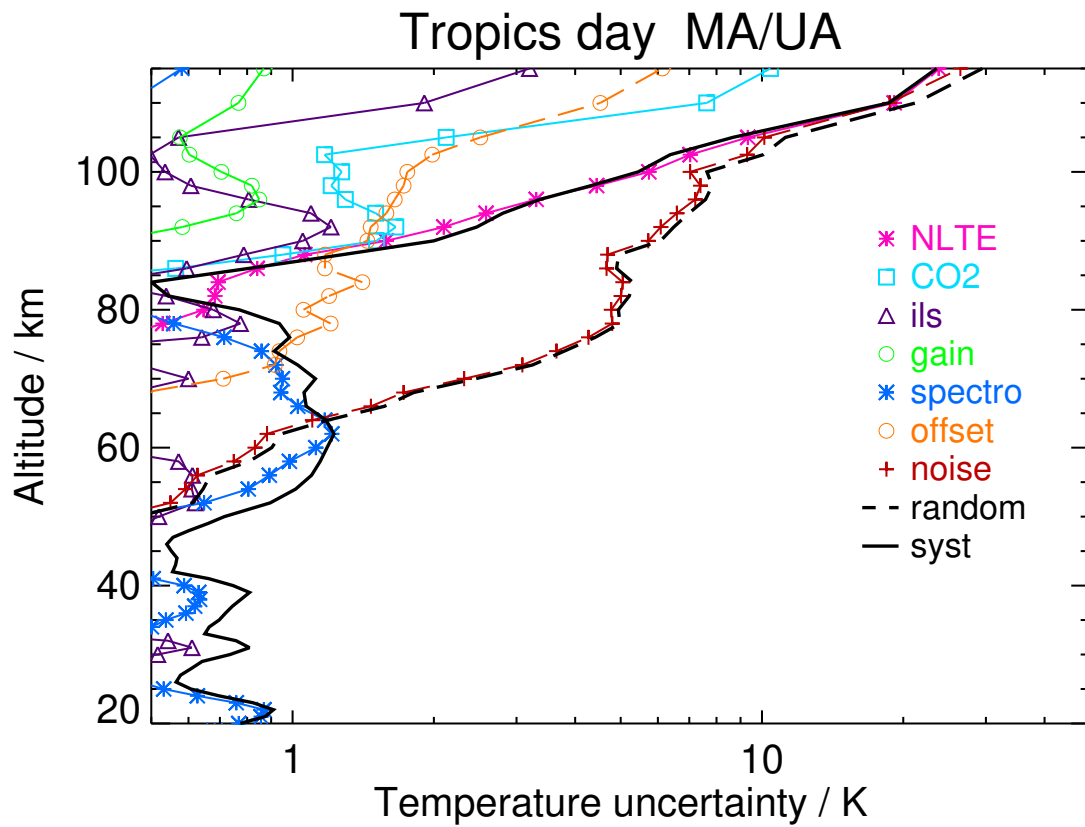 Tropics day  MA/UA
Altitude / km
100
80
60
40
20
NLTE
CO2
ils
gain
spectro
offset
noise
random
syst
1
10
Temperature uncertainty / K